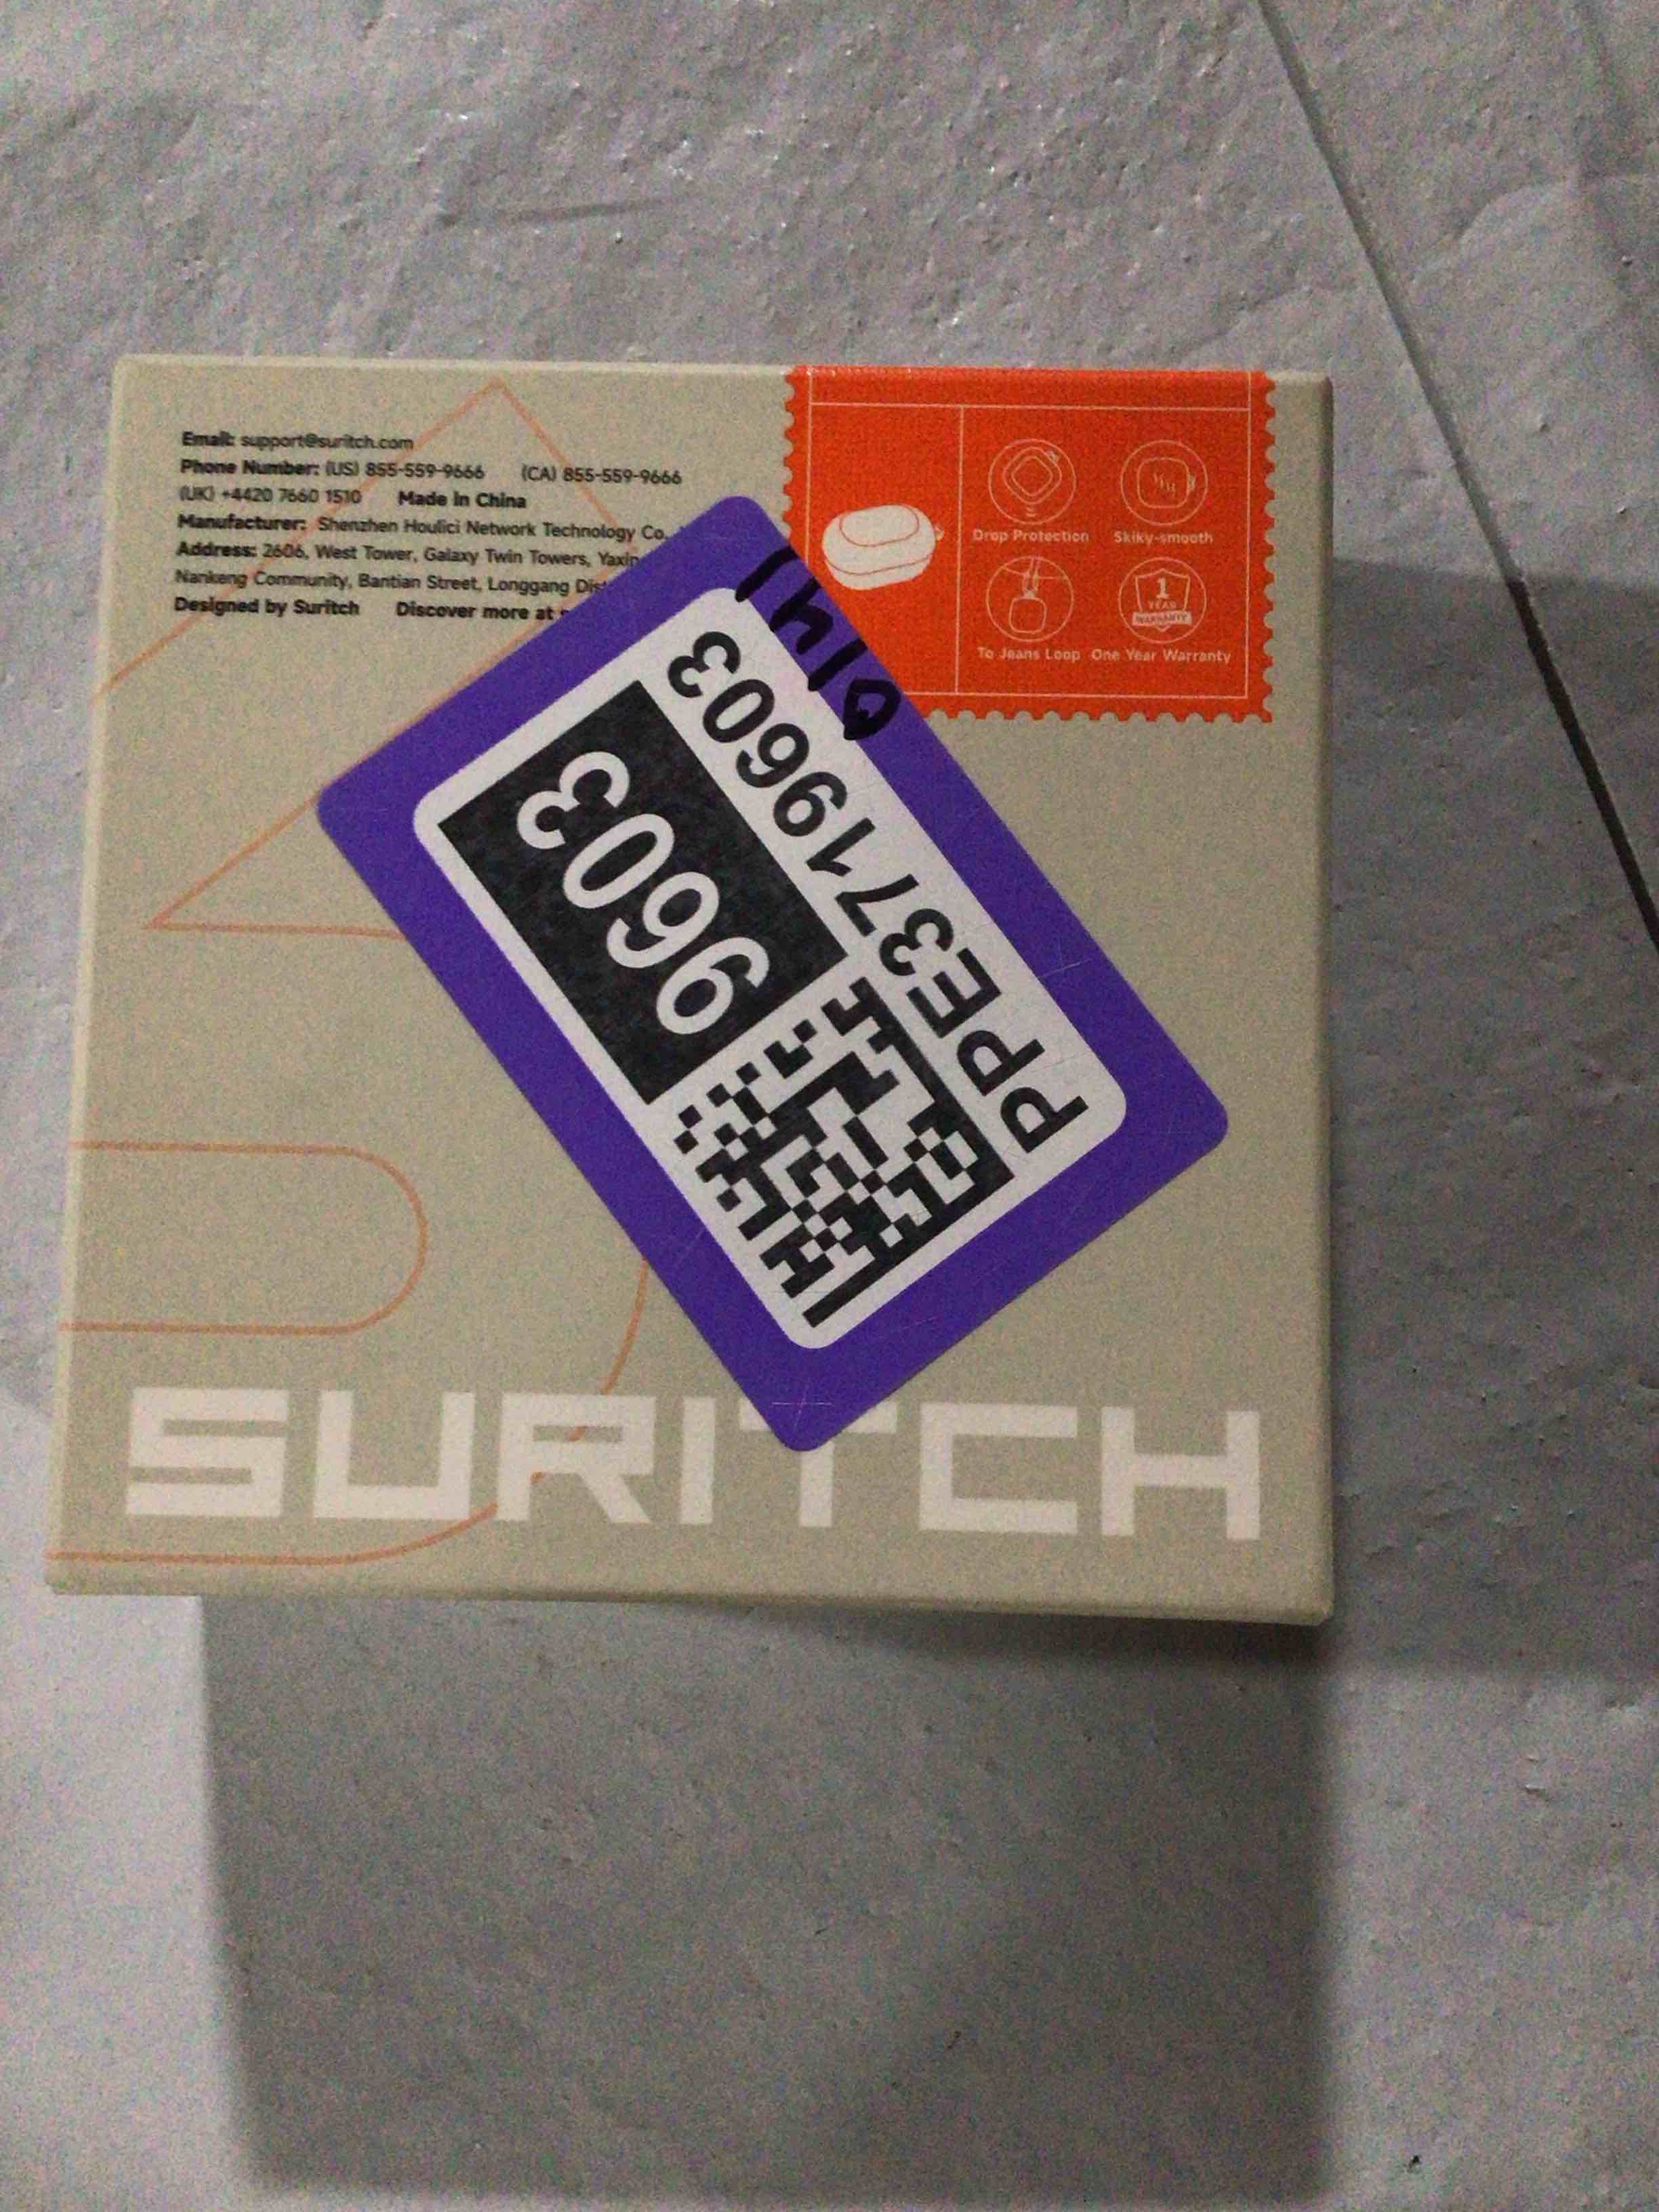 Email: support@suritch.com
Phone Number: (US) 855-559-9666 (CA) 855-559-9666
(UK) +4420 7660 1510 Made in China
Manufacturer: Shenzhen Houlici Network Technology Co.
Address: 2606, West Tower, Galaxy Twin Towers,
Nankeng Community, Bantian Street, Longgang
Designed by Suritch Discover more at
Drop Protection Skiky-smooth
1
YEAR
WARRANTY
To Jeans Loop One Year Warranty
PPE3719603
9603
SURITCH